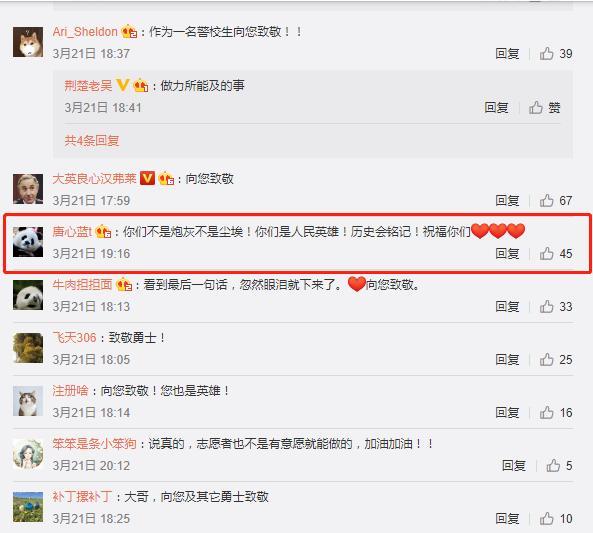 Ari_Sheldon：作为一名警校生向您致敬！！
3月21日 18:37 回复 39
荆楚老吴：做力所能及的事
3月21日 18:41 回复 赞
共4条回复
大英良心汉弗莱：向您致敬
3月21日 17:59 回复 67
唐心蓝t：你们不是炮灰不是尘埃！你们是人民英雄！历史会铭记！祝福你们
3月21日 19:16 回复 45
牛肉担担面：看到最后一句话，忽然眼泪就下来了。向您致敬。
3月21日 18:13 回复 33
飞天306：致敬勇士！
3月21日 18:05 回复 25
注册啥：向您致敬！您也是英雄！
3月21日 18:14 回复 16
笨笨是条小笨狗：说真的，志愿者也不是有意愿就能做的，加油加油！！
3月21日 20:12 回复 5
补丁摞补丁：大哥，向您及其它勇士致敬
3月21日 18:25 回复 10